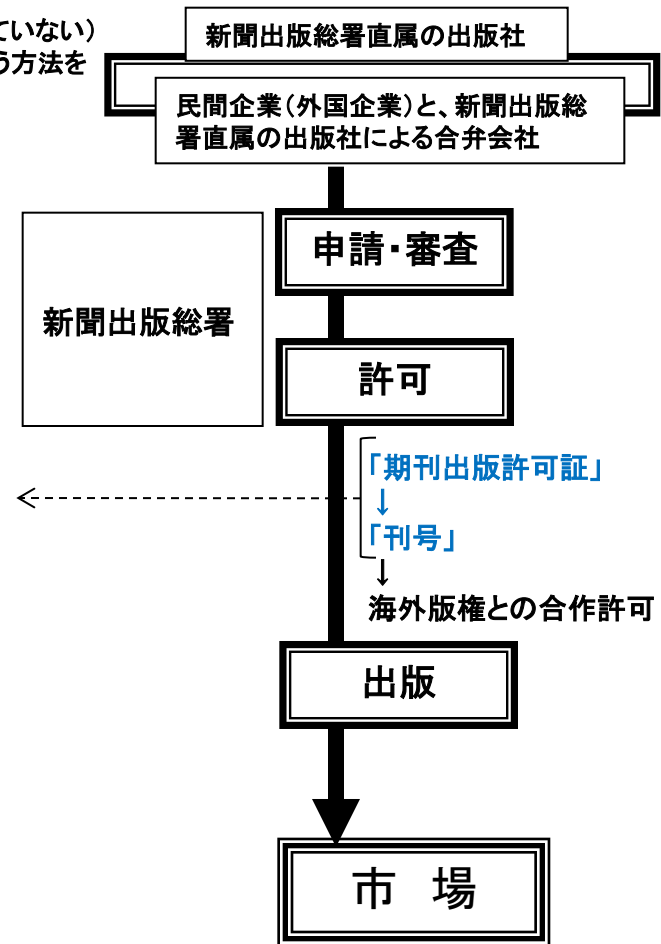 ていない）
う方法を
新聞出版総署直属の出版社
民間企業（外国企業）と、新聞出版総
署直属の出版社による合弁会社
申請・審査
新聞出版総署
許可
「期刊出版許可証」
↓
「刊号」
↓
海外版権との合作許可
出版
市　場